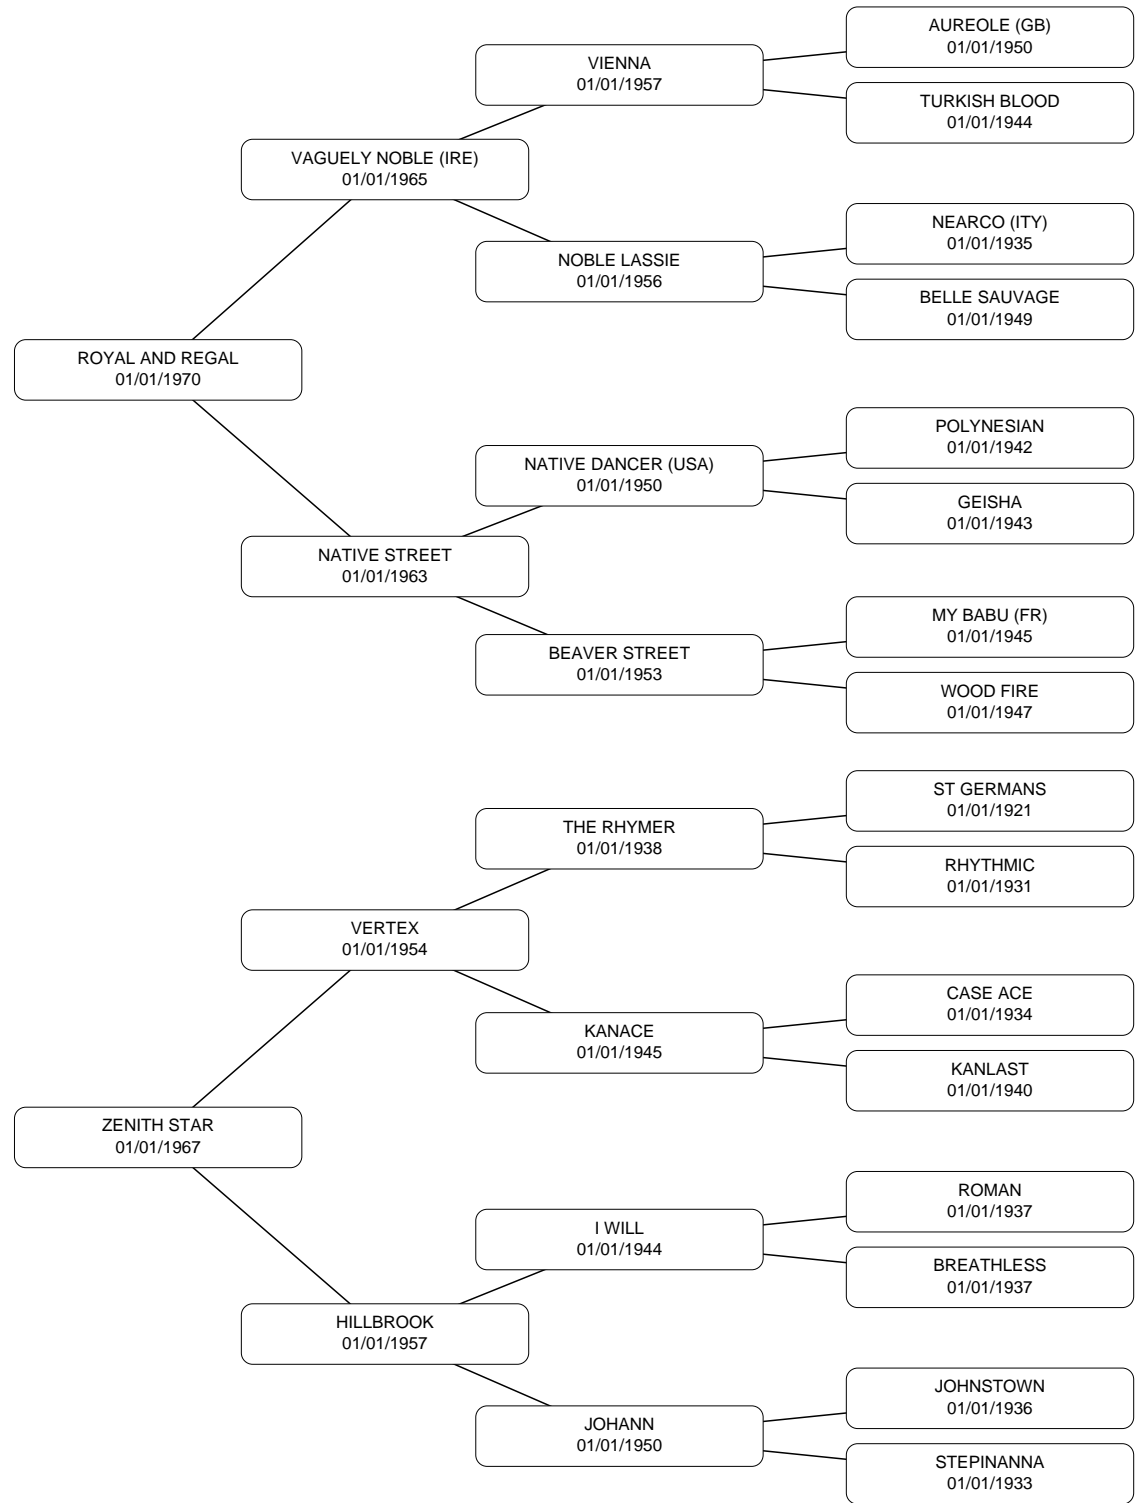 AUREOLE (GB)
01/01/1950
VIENNA
01/01/1957
TURKISH BLOOD
01/01/1944
VAGUELY NOBLE (IRE)
01/01/1965
NEARCO (ITY)
01/01/1935
NOBLE LASSIE
01/01/1956
BELLE SAUVAGE
01/01/1949
ROYAL AND REGAL
01/01/1970
POLYNESIAN
01/01/1942
NATIVE DANCER (USA)
01/01/1950
GEISHA
01/01/1943
NATIVE STREET
01/01/1963
MY BABU (FR)
01/01/1945
BEAVER STREET
01/01/1953
WOOD FIRE
01/01/1947
ST GERMANS
01/01/1921
THE RHYMER
01/01/1938
RHYTHMIC
01/01/1931
VERTEX
01/01/1954
CASE ACE
01/01/1934
KANACE
01/01/1945
KANLAST
01/01/1940
ZENITH STAR
01/01/1967
ROMAN
01/01/1937
I WILL
01/01/1944
BREATHLESS
01/01/1937
HILLBROOK
01/01/1957
JOHNSTOWN
01/01/1936
JOHANN
01/01/1950
STEPINANNA
01/01/1933